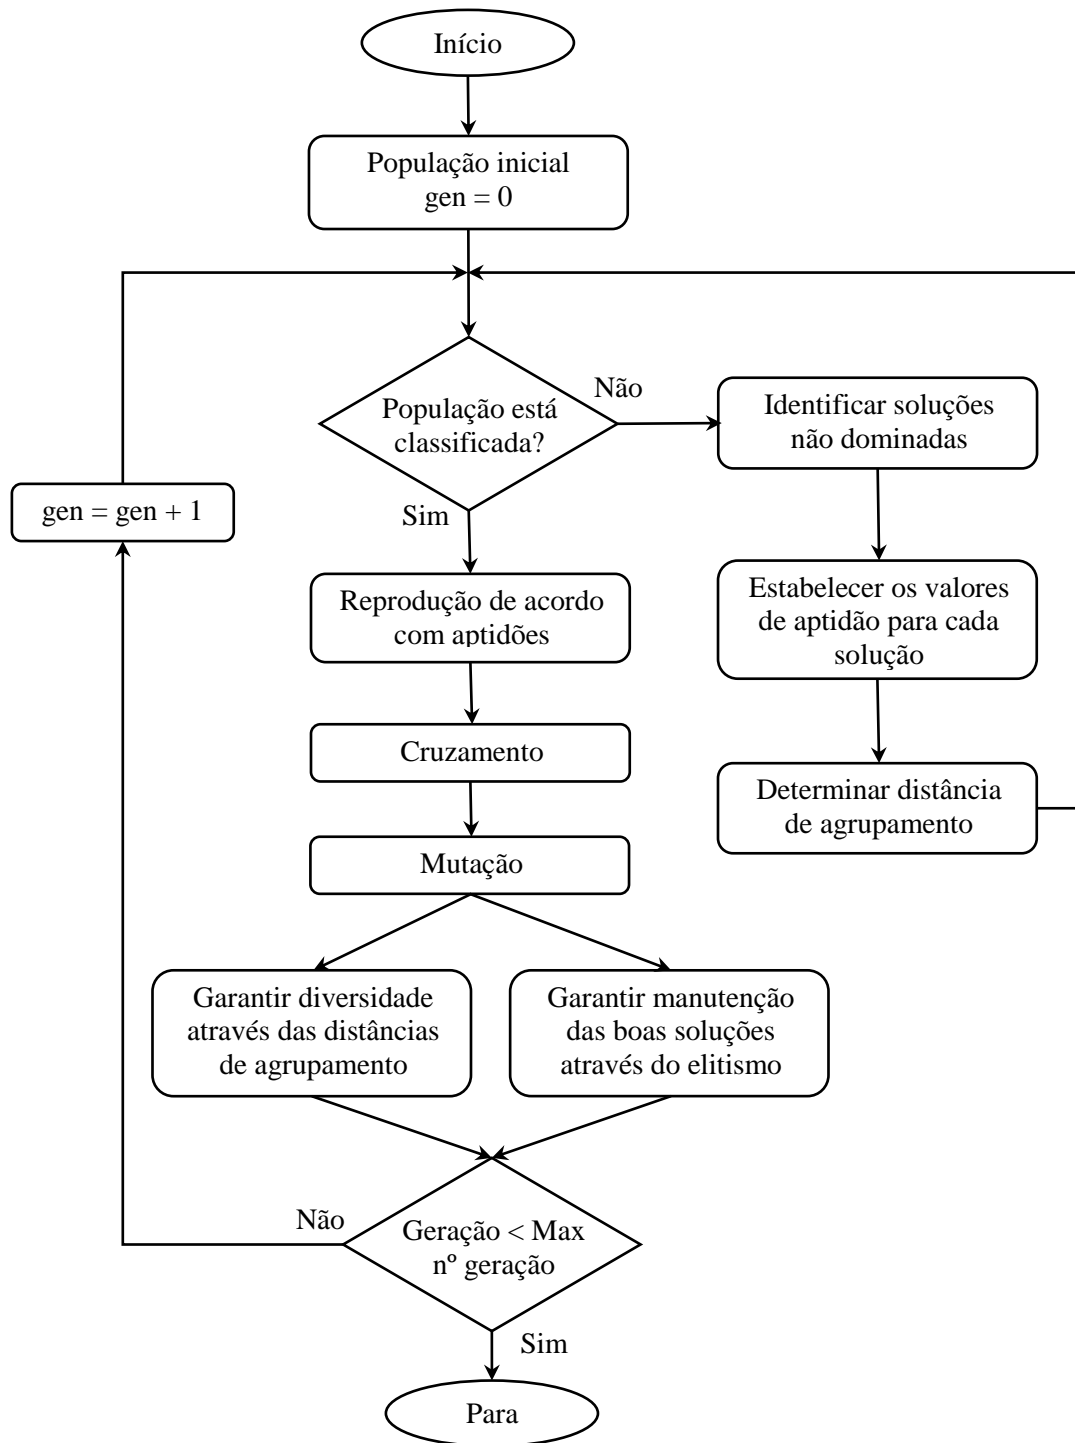 Início
População inicial
gen = 0
Não
População está
classificada?
Identificar soluções
não dominadas
gen = gen + 1
Sim
Reprodução de acordo
com aptidões
Estabelecer os valores
de aptidão para cada
solução
Cruzamento
Determinar distância
de agrupamento
Mutação
Garantir diversidade
através das distâncias
de agrupamento
Garantir manutenção
das boas soluções
através do elitismo
Não
Geração < Max
nº geração
Sim
Para